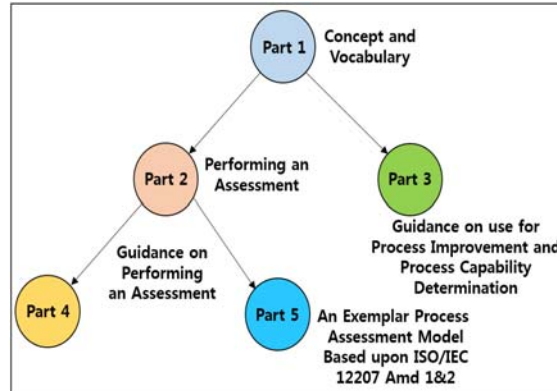 Part 1
Concept and
Vocabulary
Part 2
Performing an
Assessment
Part 3
Guidance on use for
Process Improvement and
Process Capability
Determination
Guidance on
Performing
an Assessment
Part 4
Part 5
An Exemplar Process
Assessment Model
Based upon ISO/IEC
12207 Amd 1&2